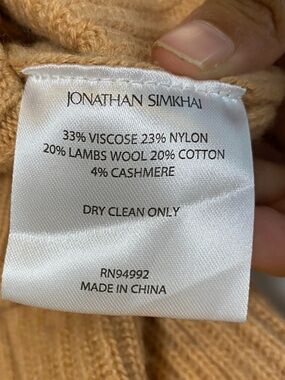 JONATHAN SIMKHAI
33% VISCOSE 23% NYLON
20% LAMBS WOOL 20% COTTON
4% CASHMERE
DRY CLEAN ONLY
RN94992
MADE IN CHINA